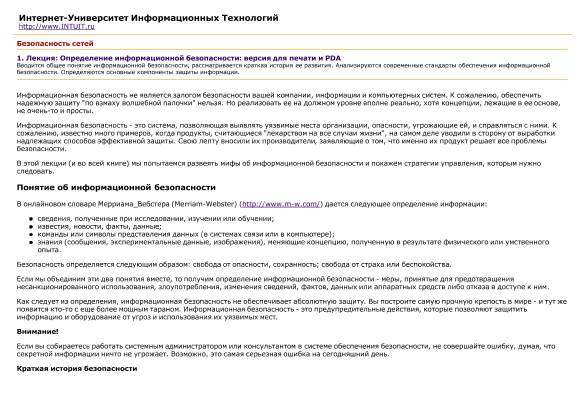 Интернет-Университет Информационных Технологий
http://www.INTUIT.ru
Безопасность сетей
1. Лекция: Определение информационной безопасности: версия для печати и PDA
Вводится общее понятие информационной безопасности, рассматривается краткая история ее развития. Анализируются современные стандарты обеспечения информационной
безопасности. Определяются основные компоненты защиты информации.
Информационная безопасность не является залогом безопасности вашей компании, информации и компьютерных систем. К сожалению, обеспечить
надежную защиту "по взмаху волшебной палочки" нельзя. Но реализовать ее на должном уровне вполне реально, хотя концепции, лежащие в ее основе,
не очень-то и просты.
Информационная безопасность - это система, позволяющая выявлять уязвимые места организации, опасности, угрожающие ей, и справляться с ними. К
сожалению, известно много примеров, когда продукты, считающиеся "лекарством на все случаи жизни", на самом деле уводили в сторону от выработки
надлежащих способов эффективной защиты. Свою лепту вносили их производители, заявляющие о том, что именно их продукт решает все проблемы
безопасности.
В этой лекции (и во всей книге) мы попытаемся развеять мифы об информационной безопасности и покажем стратегии управления, которым нужно
следовать.
Понятие об информационной безопасности
В онлайновом словаре Мерриама_Вебстера (Merriam-Webster) (http://www.m-w.com/) дается следующее определение информации:
● сведения, полученные при исследовании, изучении или обучении;
● известия, новости, факты, данные;
● команды или символы представления данных (в системах связи или в компьютере);
● знания (сообщения, экспериментальные данные, изображения), меняющие концепцию, полученную в результате физического или умственного
опыта.
Безопасность определяется следующим образом: свобода от опасности, сохранность; свобода от страха или беспокойства.
Если мы объединим эти два понятия вместе, то получим определение информационной безопасности - меры, принятые для предотвращения
несанкционированного использования, злоупотребления, изменения сведений, фактов, данных или аппаратных средств либо отказа в доступе к ним.
Как следует из определения, информационная безопасность не обеспечивает абсолютную защиту. Вы построите самую прочную крепость в мире - и тут же
появится кто-то с еще более мощным тараном. Информационная безопасность - это предупредительные действия, которые позволяют защитить
информацию и оборудование от угроз и использования их уязвимых мест.
Внимание!
Если вы собираетесь работать системным администратором или консультантом в системе обеспечения безопасности, не совершайте ошибку, думая, что
секретной информации ничто не угрожает. Возможно, это самая серьезная ошибка на сегодняшний день.
Краткая история безопасности